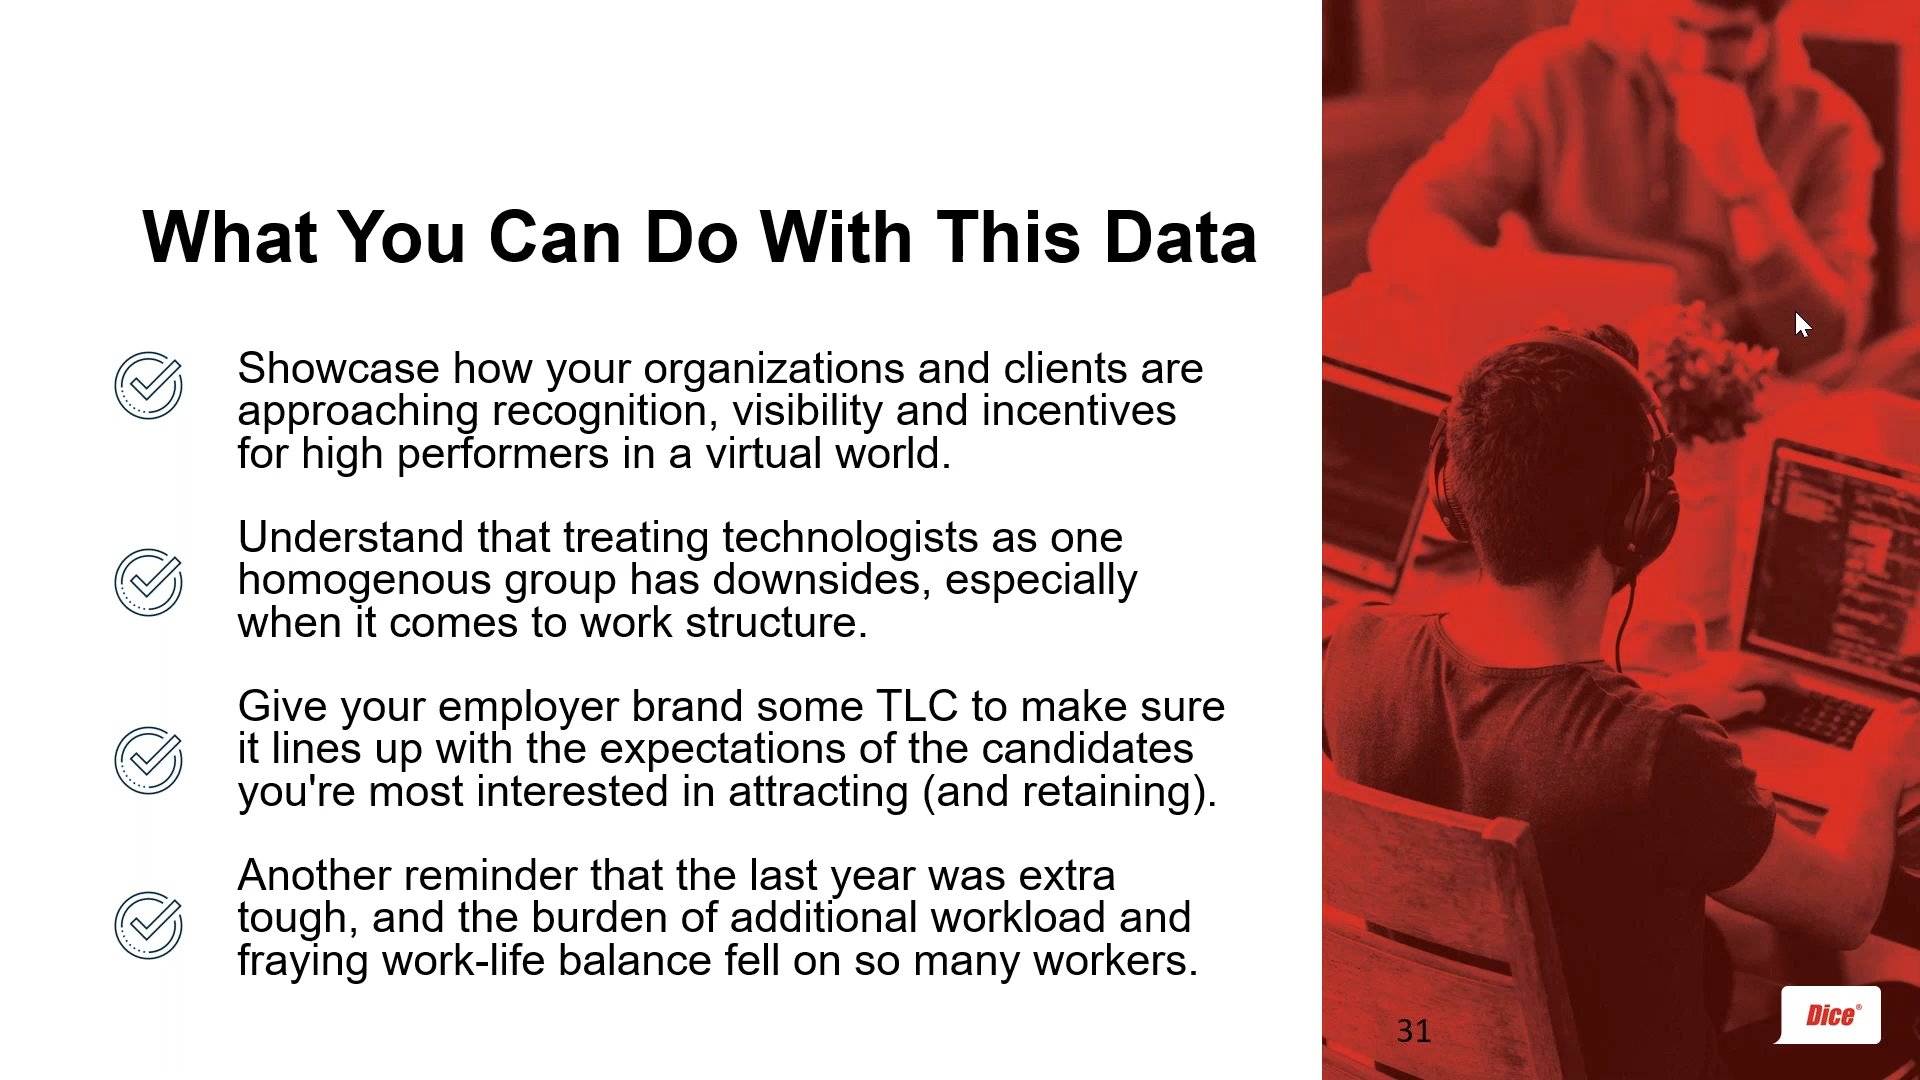 What You Can Do With This Data
Showcase how your organizations and clients are
approaching recognition, visibility and incentives
for high performers in a virtual world.
Understand that treating technologists as one
homogenous group has downsides, especially
when it comes to work structure.
Give your employer brand some TLC to make sure
it lines up with the expectations of the candidates
you're most interested in attracting (and retaining).
Another reminder that the last year was extra
tough, and the burden of additional workload and
fraying work-life balance fell on so many workers.
31
Dice®